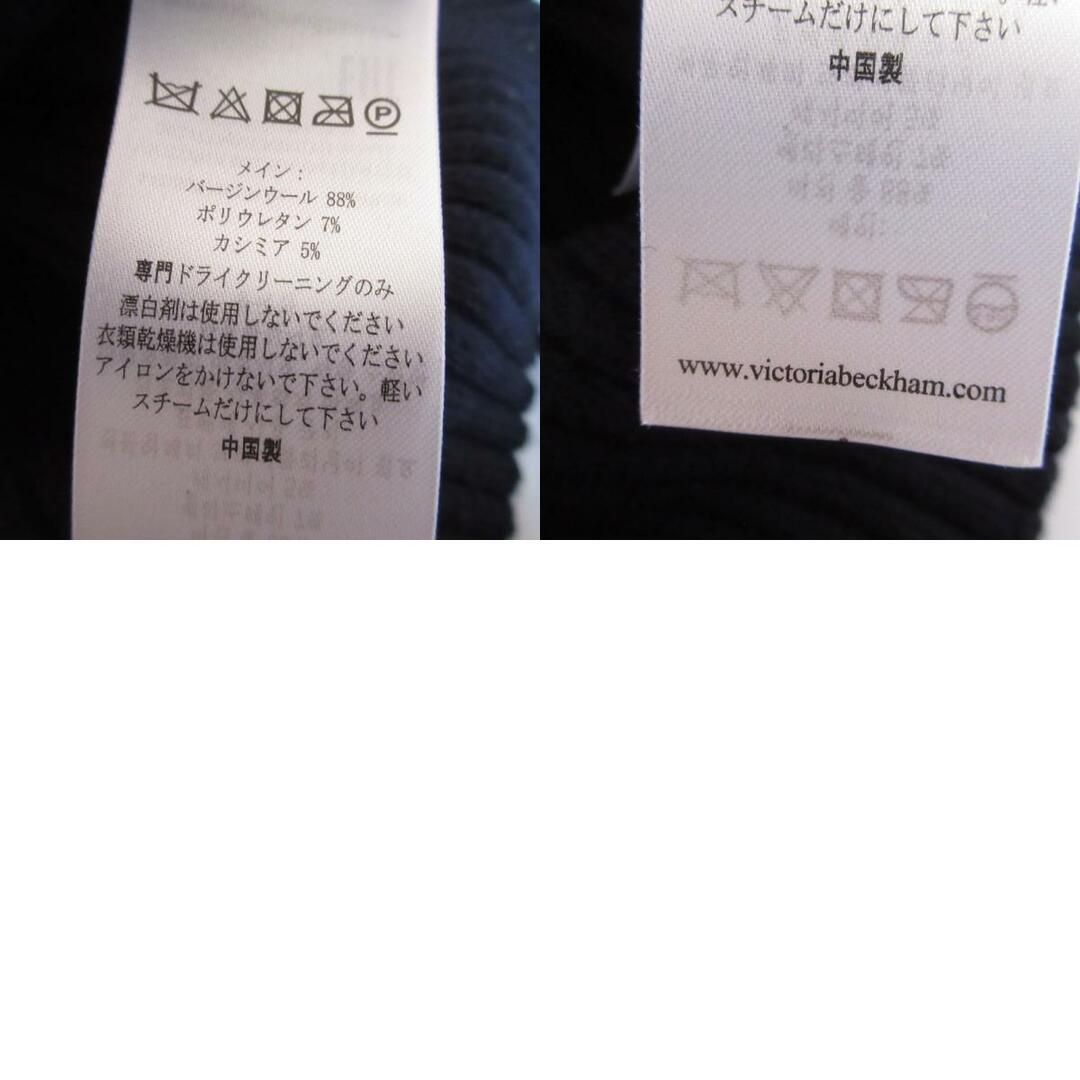 メイン：
バージンウール 88%
ポリウレタン 7%
カシミア 5%
専門ドライクリーニングのみ
漂白剤は使用しないでください
衣類乾燥機は使用しないでください
アイロンをかけないで下さい。軽い
スチームだけにして下さい
中国製
スチームだけにして下さい
中国製
www.victoriabeckham.com